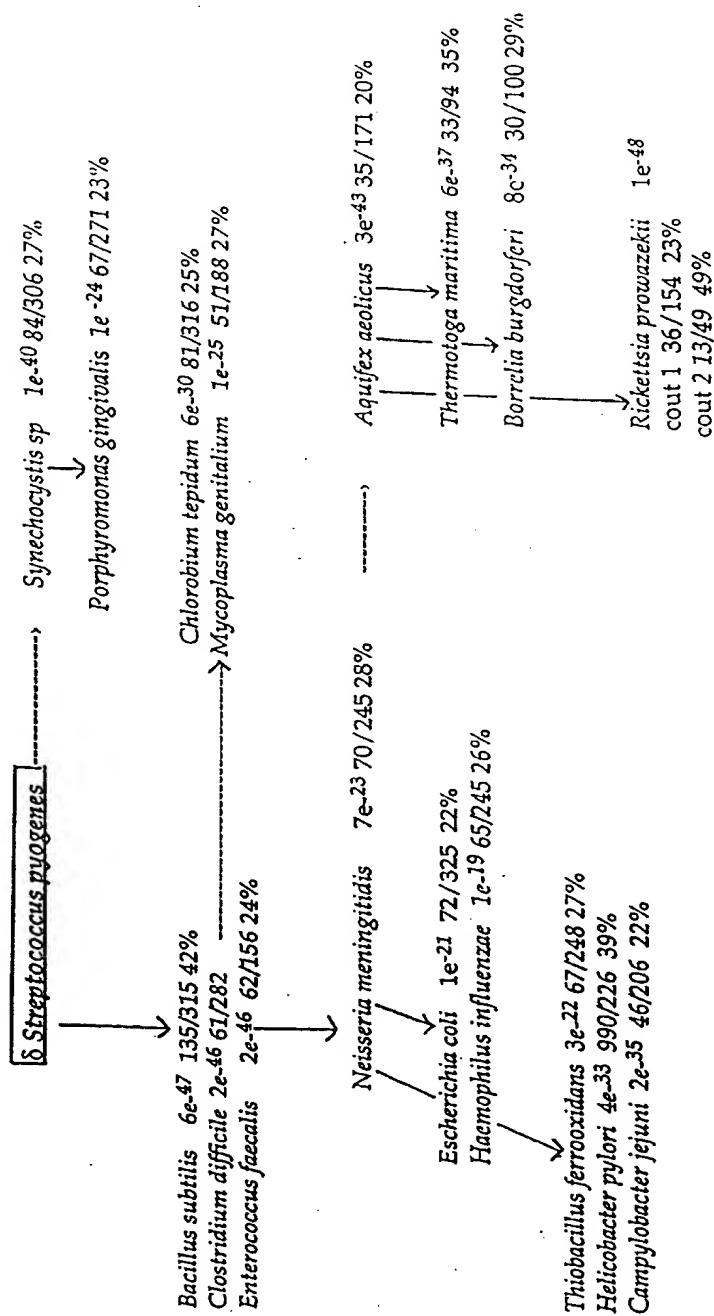 δ Streptococcus pyogenes
Synechocystis sp 1e-40 84/306 27%
Porphyromonas gingivalis 1e -24 67/271 23%
Bacillus subtilis 6e-47 135/315 42%
Clostridium difficile 2e-46 61/282
Enterococcus faecalis 2e-46 62/156 24%
Chlorobium tepidum 6e-30 81/316 25%
Mycoplasma genitalium 1e-25 51/188 27%
Neisseria meningitidis 7e-23 70/245 28%
Escherichia coli 1e-21 72/325 22%
Haemophilus influenzae 1e-19 65/245 26%
Thiobacillus ferrooxidans 3e-22 67/248 27%
Helicobacter pylori 4e-33 990/226 39%
Campylobacter jejuni 2e-35 46/206 22%
Aquifex aeolicus 3e-43 35/171 20%
Thermotoga maritima 6e-37 33/94 35%
Borrelia burgdorferi 8c-34 30/100 29%
Rickettsia prowazekii 1e-48
cout 1 36/154 23%
cout 2 13/49 49%